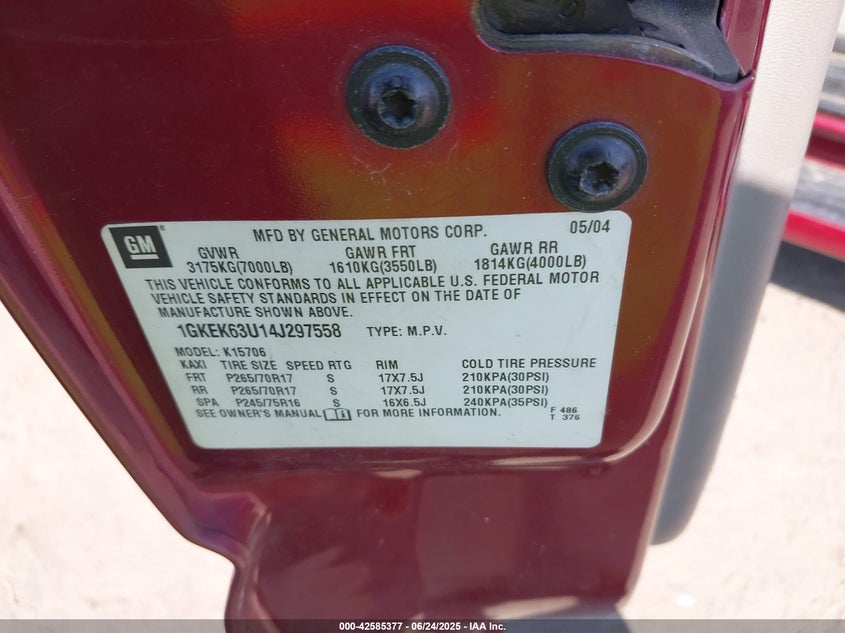 GM
MFD BY GENERAL MOTORS CORP. 05/04
GVWR GAWR FRT GAWR RR
3175KG(7000LB) 1610KG(3550LB) 1814KG(4000LB)
THIS VEHICLE CONFORMS TO ALL APPLICABLE U.S. FEDERAL MOTOR
VEHICLE SAFETY STANDARDS IN EFFECT ON THE DATE OF
MANUFACTURE SHOWN ABOVE.
1GKEK63U14J297558 TYPE: M.P.V.
MODEL: K15706
KAXI TIRE SIZE SPEED RTG RIM COLD TIRE PRESSURE
FRT P265/70R17 S 17X7.5J 210KPA(30PSI)
RR P265/70R17 S 17X7.5J 210KPA(30PSI)
SPA P245/75R16 S 16X6.5J 240KPA(35PSI)
SEE OWNER'S MANUAL FOR MORE INFORMATION.
F 486
T 376
000-42585377 - 06/24/2025 - IAA Inc.